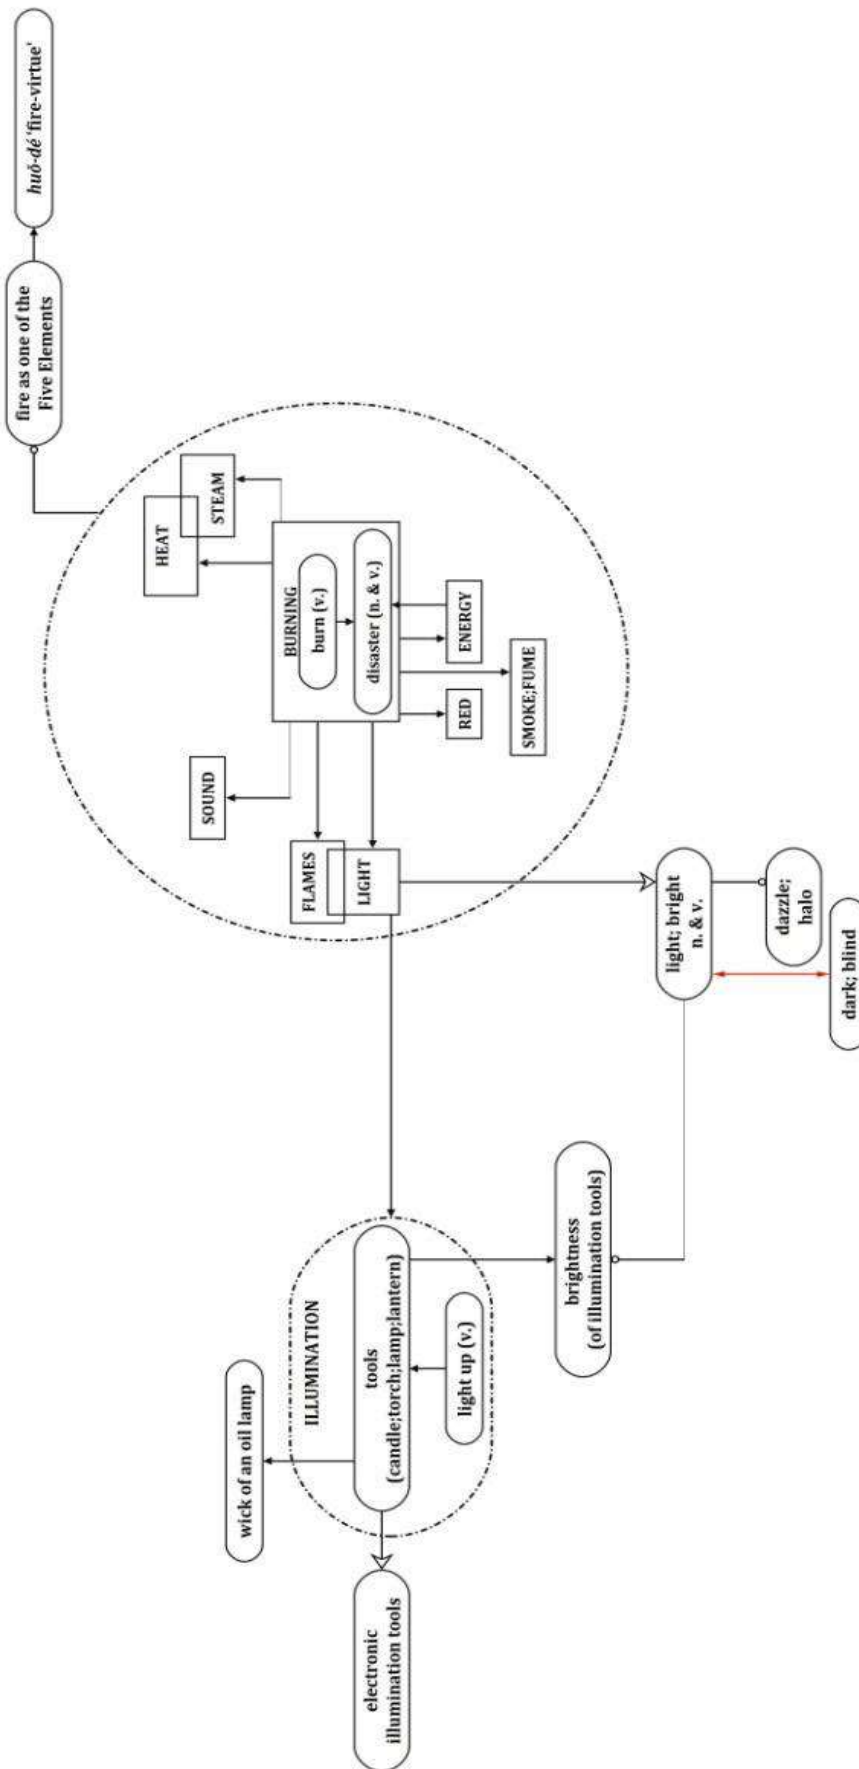 electronic
illumination tools
wick of an oil lamp
ILLUMINATION
tools
(candle;torch;lamp;lantern)
light up (v.)
brightness
(of illumination tools)
FLAMES
LIGHT
light; bright
n. & v.
dazzle;
halo
dark; blind
SOUND
BURNING
burn (v.)
disaster (n. & v.)
RED
ENERGY
SMOKE;FUME
HEAT
STEAM
fire as one of the
Five Elements
huǒ-dé 'fire-virtue'